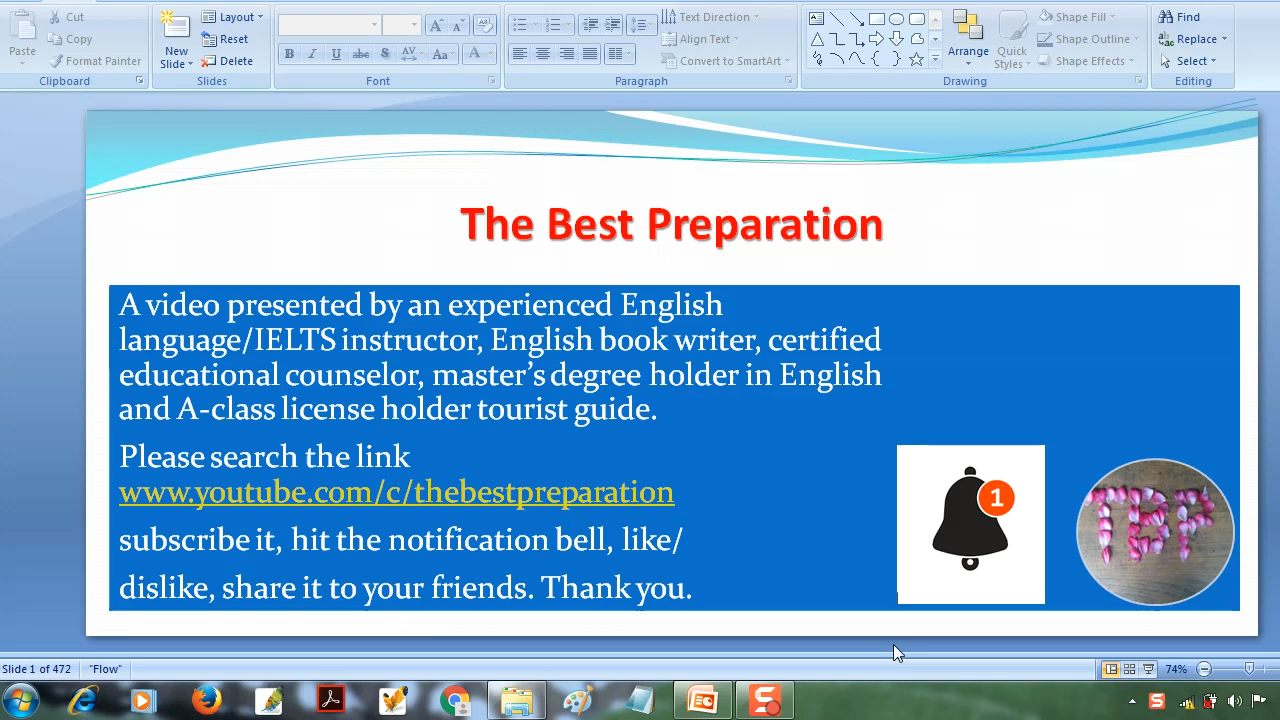 Cut
Layout
Text Direction
Shape Fill
Find
Paste
Copy
New
Slide
Reset
Align Text
Arrange
Quick
Styles
Shape Outline
Replace
Format Painter
Delete
B I U abc S AV Aa A
Convert to SmartArt
Shape Effects
Select
Clipboard
Slides
Font
Paragraph
Drawing
Editing
The Best Preparation
A video presented by an experienced English
language/IELTS instructor, English book writer, certified
educational counselor, master’s degree holder in English
and A-class license holder tourist guide.
Please search the link
www.youtube.com/c/thebestpreparation
subscribe it, hit the notification bell, like/
dislike, share it to your friends. Thank you.
1
TBP
Slide 1 of 472
"Flow"
74%